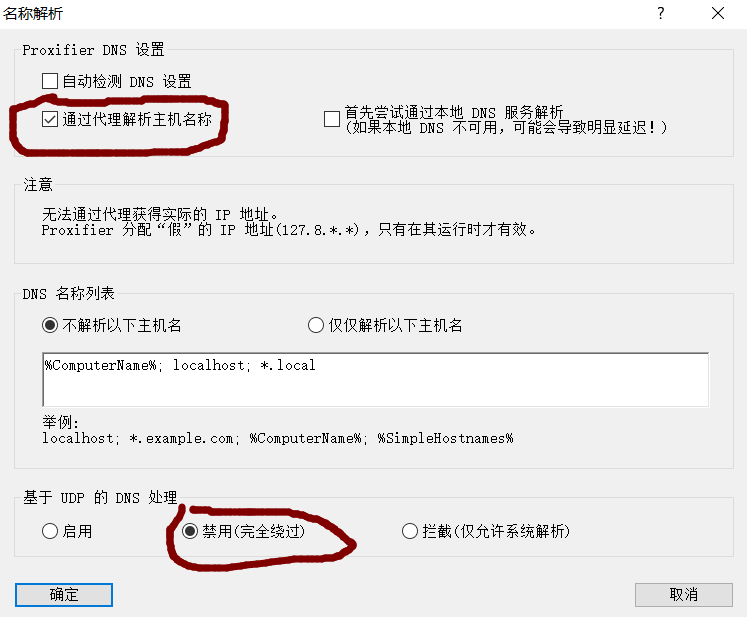 名称解析
Proxifier DNS 设置
自动检测 DNS 设置
通过代理解析主机名称
首先尝试通过本地 DNS 服务解析
(如果本地 DNS 不可用，可能会导致明显延迟！)
注意
无法通过代理获得实际的 IP 地址。
Proxifier 分配“假”的 IP 地址(127.8.*.*)，只有在其运行时才有效。
DNS 名称列表
不解析以下主机名
仅仅解析以下主机名
%ComputerName%; localhost; *.local
举例:
localhost; *.example.com; %ComputerName%; %SimpleHostnames%
基于 UDP 的 DNS 处理
启用
禁用(完全绕过)
拦截(仅允许系统解析)
确定
取消